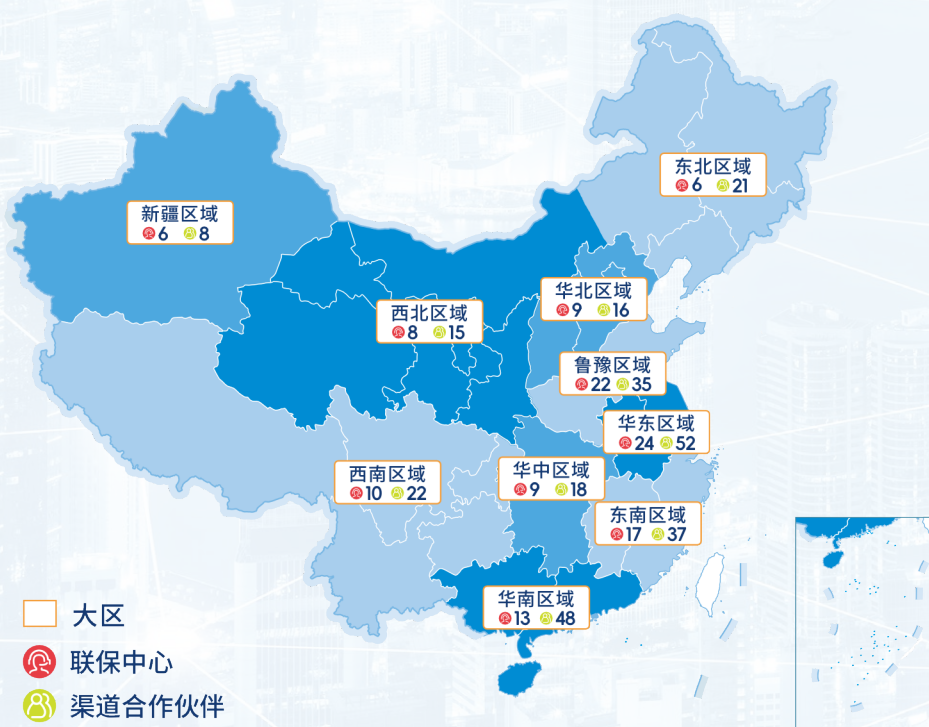 东北区域
6 21
新疆区域
6 8
华北区域
9 16
西北区域
8 15
鲁豫区域
22 35
华东区域
24 52
西南区域
10 22
华中区域
9 18
东南区域
17 37
华南区域
13 48
大区
联保中心
渠道合作伙伴